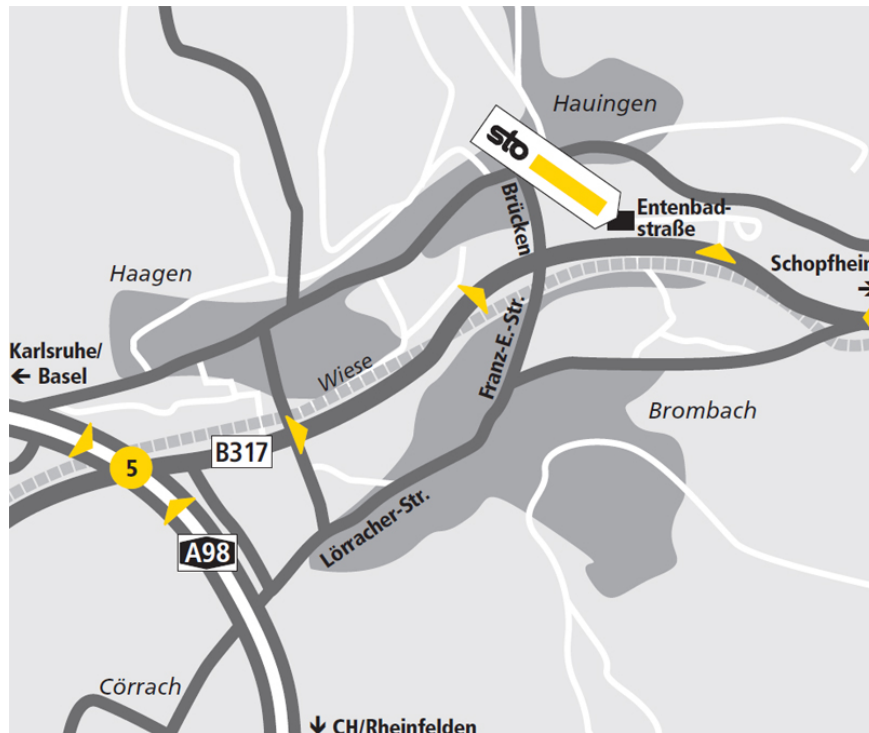 Hauingen
sto
Brücken
Entenbad-
straße
Haagen
Schopfheim
→
Karlsruhe/
← Basel
Wiese
Franz-E.-Str.
Brombach
B317
5
Lörracher-Str.
A98
Cörrach
↓ CH/Rheinfelden